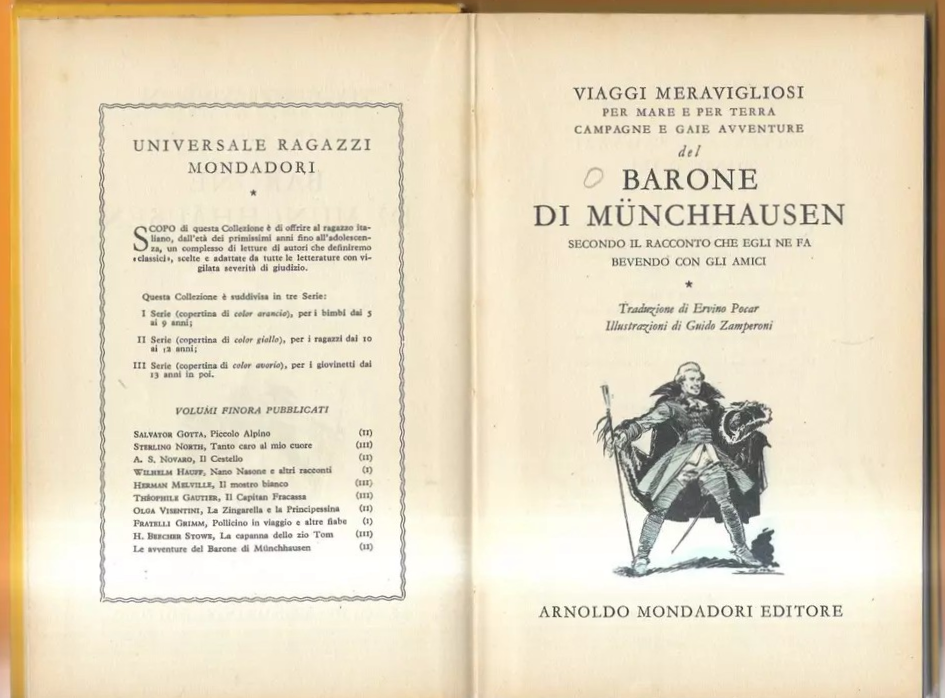 UNIVERSALE RAGAZZI
MONDADORI
*
SCOPO di questa Collezione è di offrire al ragazzo ita-
liano, dall'età dei primissimi anni fino all'adolescen-
za, un complesso di letture di autori che definiremo
«classici», scelte e adattate da tutte le letterature con vi-
gilata severità di giudizio.
Questa Collezione è suddivisa in tre Serie:
I Serie (copertina di color arancio), per i bimbi dai 5
ai 9 anni;
II Serie (copertina di color giallo), per i ragazzi dai 10
ai 12 anni;
III Serie (copertina di color avorio), per i giovinetti dai
13 anni in poi.
VOLUMI FINORA PUBBLICATI
SALVATOR GOTTA, Piccolo Alpino (II)
STERLING NORTH, Tanto caro al mio cuore (III)
A. S. NOVARO, Il Cestello (II)
WILHELM HAUFF, Nano Nasone e altri racconti (I)
HERMAN MELVILLE, Il mostro bianco (III)
THÉOPHILE GAUTIER, Il Capitan Fracassa (III)
OLGA VISENTINI, La Zingarella e la Principessina (II)
FRATELLI GRIMM, Pollicino in viaggio e altre fiabe (I)
H. BEECHER STOWE, La capanna dello zio Tom (III)
Le avventure del Barone di Münchhausen (II)
VIAGGI MERAVIGLIOSI
PER MARE E PER TERRA
CAMPAGNE E GAIE AVVENTURE
del
BARONE
DI MÜNCHHAUSEN
SECONDO IL RACCONTO CHE EGLI NE FA
BEVENDO CON GLI AMICI
*
Traduzione di Ervino Pocar
Illustrazioni di Guido Zamperoni
ARNOLDO MONDADORI EDITORE